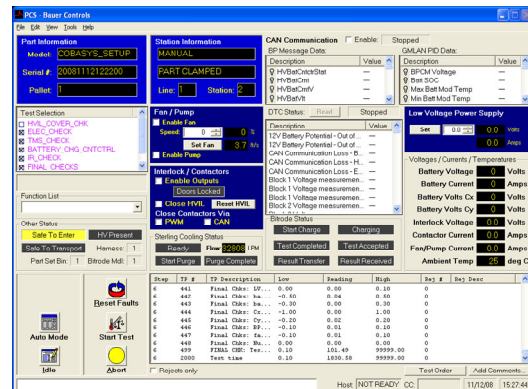 PCS - Bauer Controls
File Edit View Tools Help
Part Information
Model: COBASYS_SETUP
Serial #: 20081112122200
Pallet: 1
Station Information
MANUAL
PART CLAMPED
Line: 1 Station: 2
CAN Communication Enable: Stopped
BP Message Data: GMLAN PID Data:
Description Value
HVBatCntctrStat —
HVBatCrnt —
HVBatCmfV —
HVBatVlt —
Description Value
BPCM Voltage —
Batt SOC —
Max Batt Mod Temp —
Min Batt Mod Temp —
Test Selection
HVIL_COVER_CHK
ELEC_CHECK
TMS_CHECK
BATTERY_CHG_CNTCTRL
IR_CHECK
FINAL_CHECKS
Function List
Other Status
Safe To Enter HV Present
Safe To Transport Harness: 1
Part Set Bin: 1 Bitrode Mdl: 1
Fan / Pump
Enable Fan
Speed: 0 0 %
Set Fan 3.7
Enable Pump
Interlock / Contactors
Enable Outputs
Doors Locked
Close HVIL Reset HVIL
Close Contactors Via
PWM CAN
Sterling Cooling Status
Ready Flow 32808 LPM
Start Purge Purge Complete
DTC Status: Read Stopped
Description Value
12V Battery Potential - Out of ...
12V Battery Potential - Out of ...
CAN Communication Loss - B...
CAN Communication Loss - H...
CAN Communication Loss - E...
Block 1 Voltage measuremen...
Block 1 Voltage measuremen...
Block 2 Voltage measuremen...
Bitrode Status
Start Charge Charging
Test Completed Test Accepted
Result Transfer Result Received
Low Voltage Power Supply
Set 0.0 0.0 Volts
0.0 Amps
Voltages / Currents / Temperatures
Battery Voltage 0 Volts
Battery Current 0 Amps
Battery Volts Cx 0 Volts
Battery Volts Cy 0 Volts
Interlock Voltage 0.0 Volts
Contactor Current 0.0 Amps
Fan/Pump Current 0.0 Amps
Ambient Temp 25 deg C
Reset Faults
Auto Mode Start Test
Idle Abort
Step TP # TP Description Low Reading High Rej # Rej Desc
6 441 Final Chks: LV... 0.00 0.00 0.10 0
6 442 Final Chks: ba... -0.50 0.04 0.50 0
6 443 Final Chks: ba... -0.30 0.00 0.30 0
6 444 Final Chks: Cr... -1.00 0.00 1.00 0
6 445 Final Chks: Cy... -0.20 0.02 0.20 0
6 446 Final Chks: BP... -0.10 0.01 0.10 0
6 447 Final Chks: fa... -0.10 0.01 0.10 0
6 448 Final Chks: Nu... 0.00 0.00 0.00 0
6 499 FINAL CHK: Tes... 0.10 101.49 99999.00 0
6 2000 Test time 0.10 1830.58 99999.00 0
Rejects only Test Order Add Comments
Host: NOT READY CC: 11/12/08 15:27:44